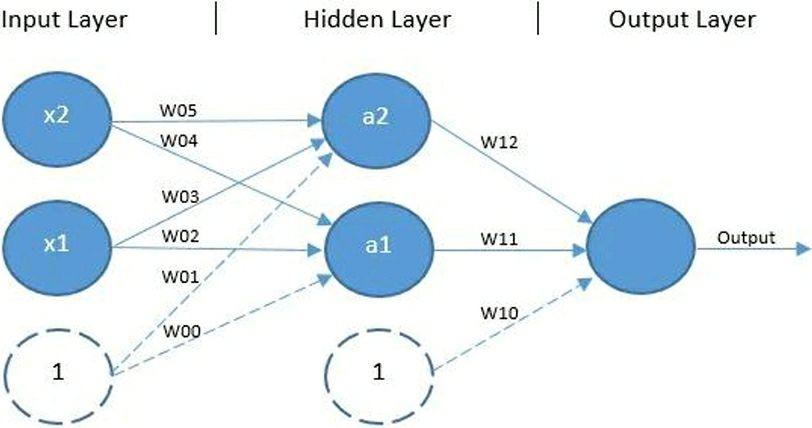 Input Layer | Hidden Layer | Output Layer
x2
W05
W04
a2
W12
W03
x1
W02
a1
W11
Output
W01
W00
W10
1
1